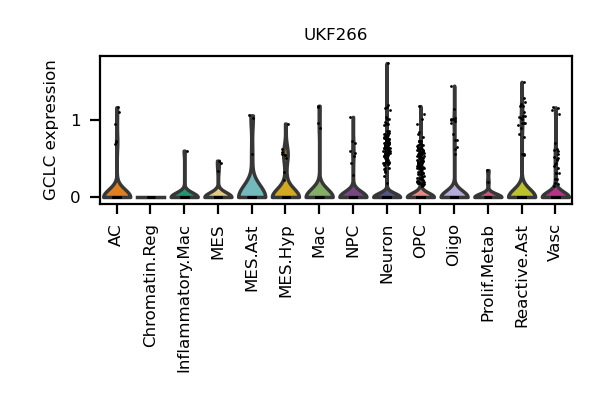 UKF266
GCLC expression
1
0
AC
Chromatin.Reg
Inflammatory.Mac
MES
MES.Ast
MES.Hyp
Mac
NPC
Neuron
OPC
Oligo
Prolif.Metab
Reactive.Ast
Vasc